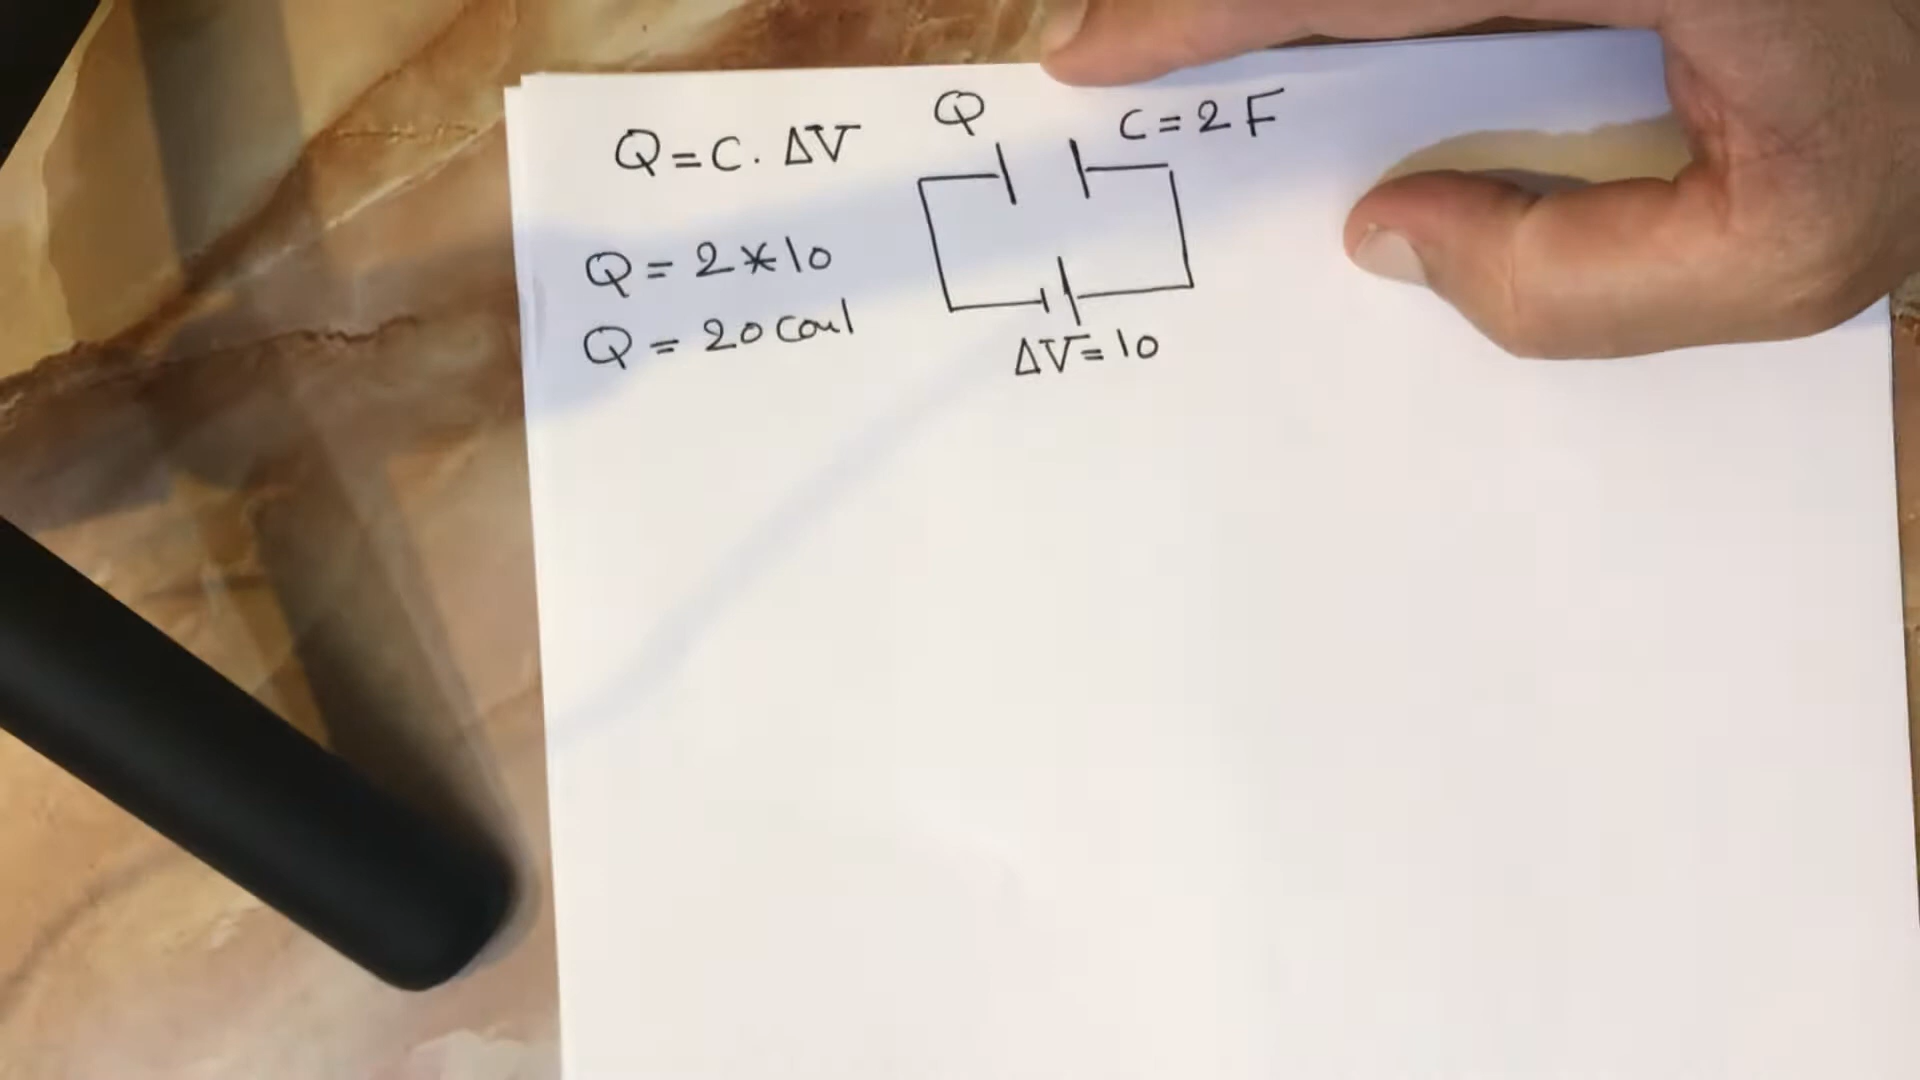 Q = C . ΔV
Q = 2 * 10
Q = 20 coul
Q
C = 2 F
ΔV = 10